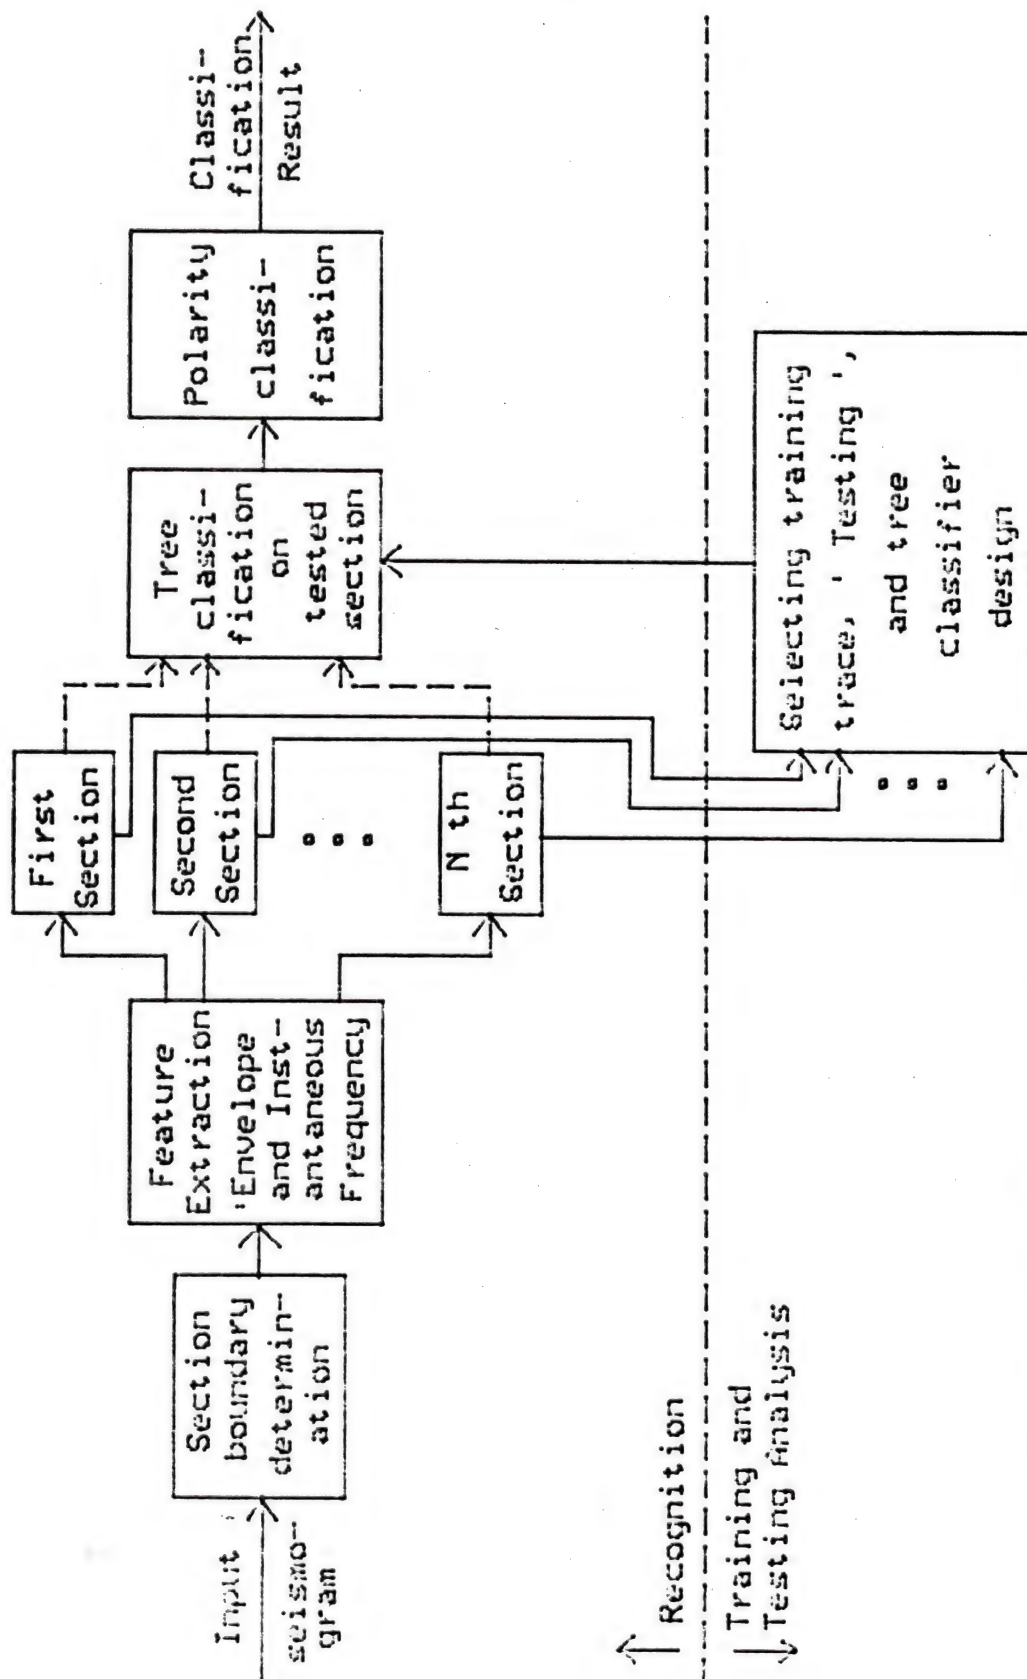 Input
seismo-
gram
Section
boundary
determin-
ation
Feature
Extraction
'Envelope
and Inst-
antaneous
Frequency
First
Section
Second
Section
N th
Section
Tree
classi-
fication
on
tested
section
Polarity
classi-
fication
Classi-
fication
Result
Recognition
Training and
Testing Analysis
Selecting training
trace, ' Testing ',
and tree
classifier
design